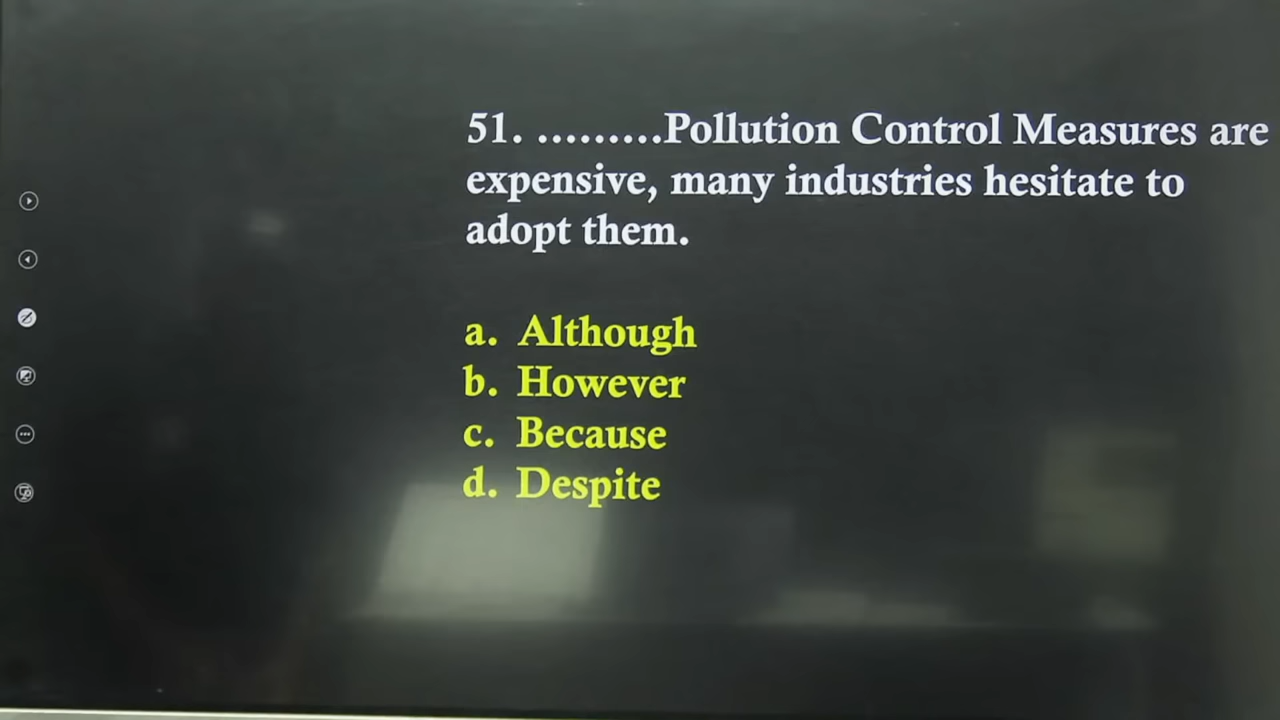 51. .........Pollution Control Measures are
expensive, many industries hesitate to
adopt them.
a. Although
b. However
c. Because
d. Despite